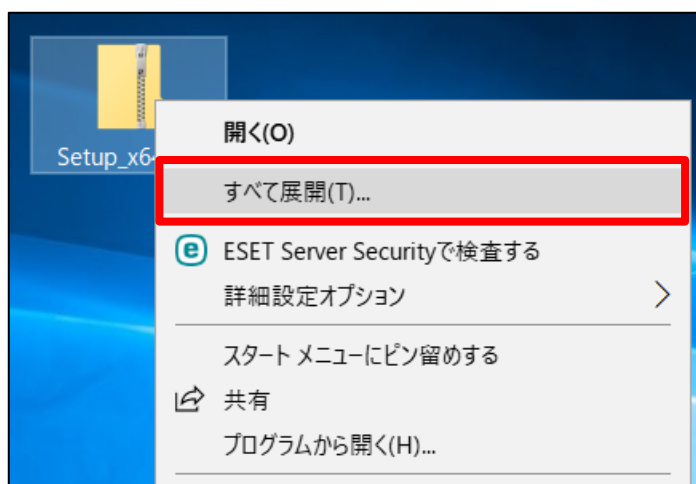 Setup_x6
開く(O)
すべて展開(T)...
ESET Server Securityで検査する
詳細設定オプション
スタート メニューにピン留めする
共有
プログラムから開く(H)...